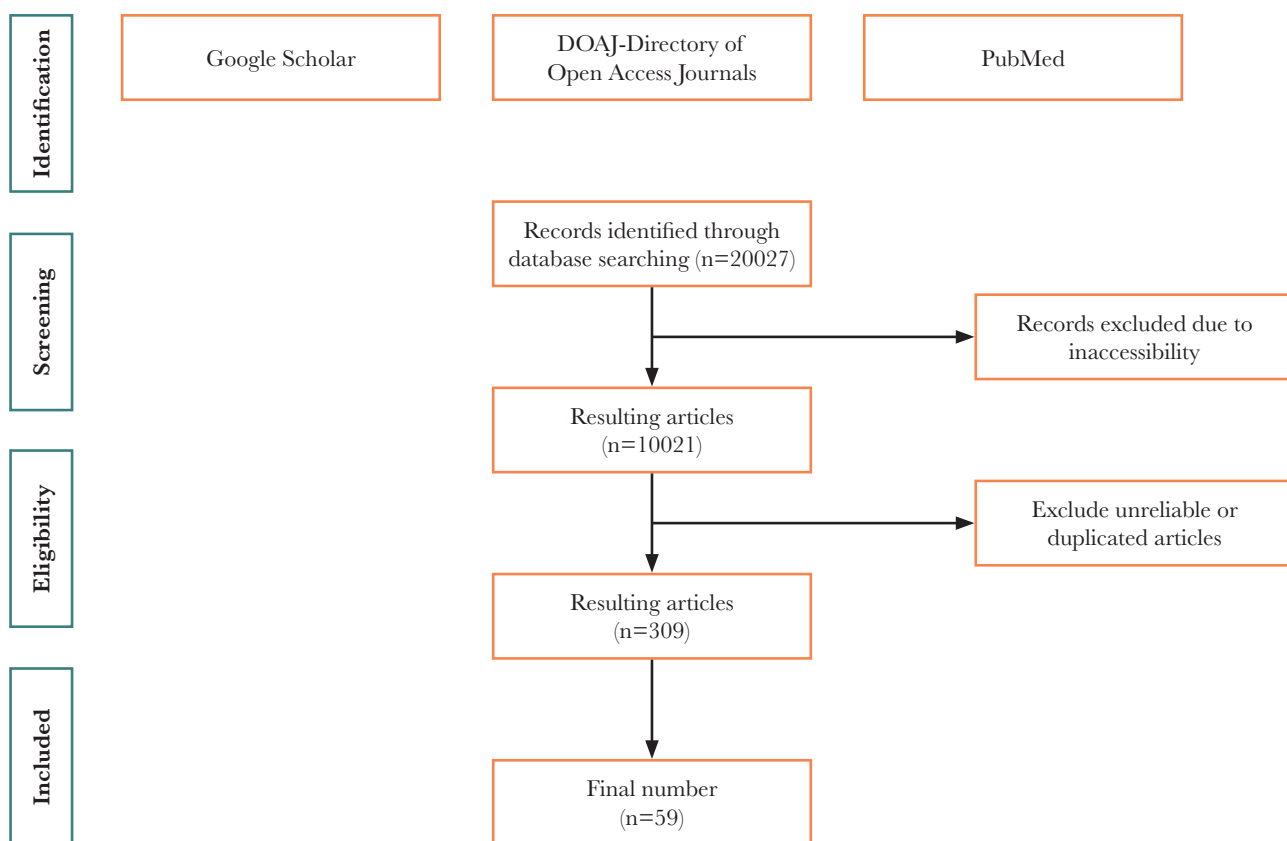 Identification
Google Scholar
DOAJ-Directory of
Open Access Journals
PubMed
Screening
Records identified through
database searching (n=20027)
Records excluded due to
inaccessibility
Resulting articles
(n=10021)
Eligibility
Exclude unreliable or
duplicated articles
Resulting articles
(n=309)
Included
Final number
(n=59)